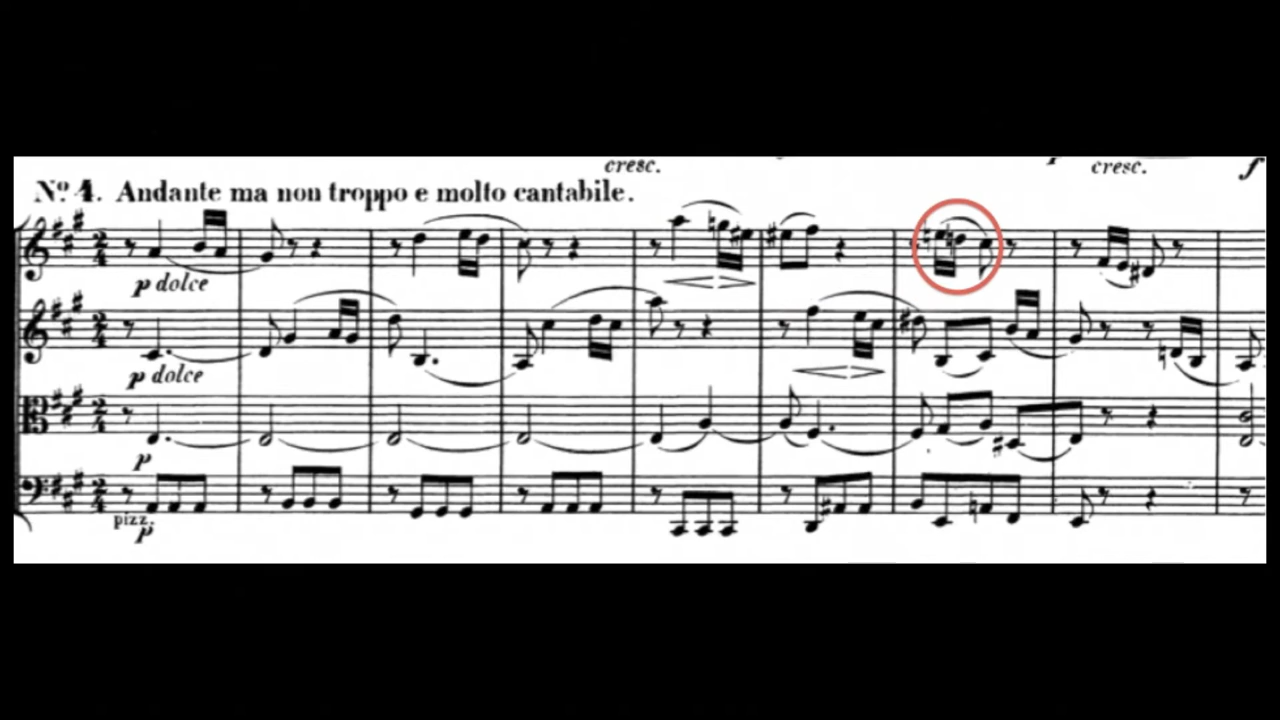 cresc.
cresc. f
Nº 4. Andante ma non troppo e molto cantabile.
p dolce
p dolce
p
pizz.
p